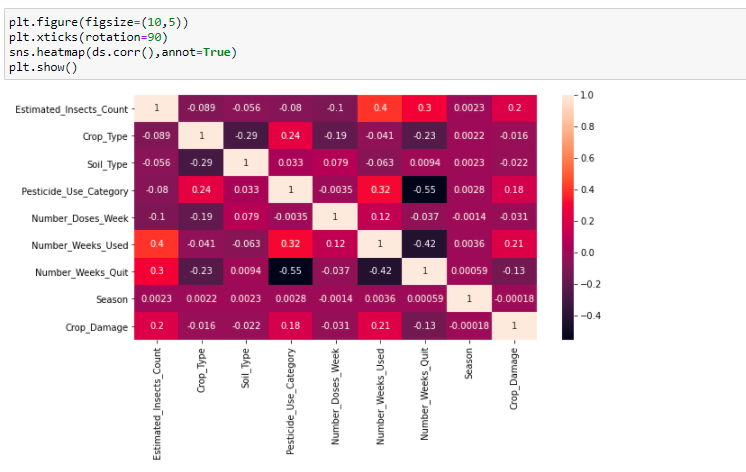 plt.figure(figsize=(10,5))
plt.xticks(rotation=90)
sns.heatmap(ds.corr(),annot=True)
plt.show()
Estimated_Insects_Count 1 -0.089 -0.056 -0.08 -0.1 0.4 0.3 0.0023 0.2
Crop_Type -0.089 1 -0.29 0.24 -0.19 -0.041 -0.23 0.0022 -0.016
Soil_Type -0.056 -0.29 1 0.033 0.079 -0.063 0.0094 0.0023 -0.022
Pesticide_Use_Category -0.08 0.24 0.033 1 -0.0035 0.32 -0.55 0.0028 0.18
Number_Doses_Week -0.1 -0.19 0.079 -0.0035 1 0.12 -0.037 -0.0014 -0.031
Number_Weeks_Used 0.4 -0.041 -0.063 0.32 0.12 1 -0.42 0.0036 0.21
Number_Weeks_Quit 0.3 -0.23 0.0094 -0.55 -0.037 -0.42 1 0.00059 -0.13
Season 0.0023 0.0022 0.0023 0.0028 -0.0014 0.0036 0.00059 1 -0.00018
Crop_Damage 0.2 -0.016 -0.022 0.18 -0.031 0.21 -0.13 -0.00018 1
Estimated_Insects_Count
Crop_Type
Soil_Type
Pesticide_Use_Category
Number_Doses_Week
Number_Weeks_Used
Number_Weeks_Quit
Season
Crop_Damage
1.0
0.8
0.6
0.4
0.2
0.0
−0.2
−0.4